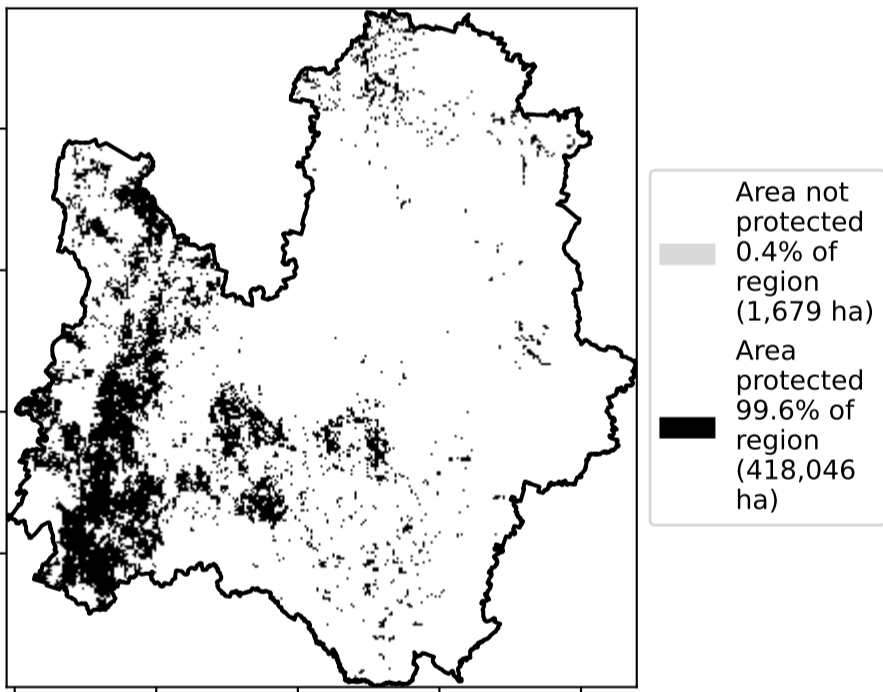 Area not
protected
0.4% of
region
(1,679 ha)
Area
protected
99.6% of
region
(418,046
ha)